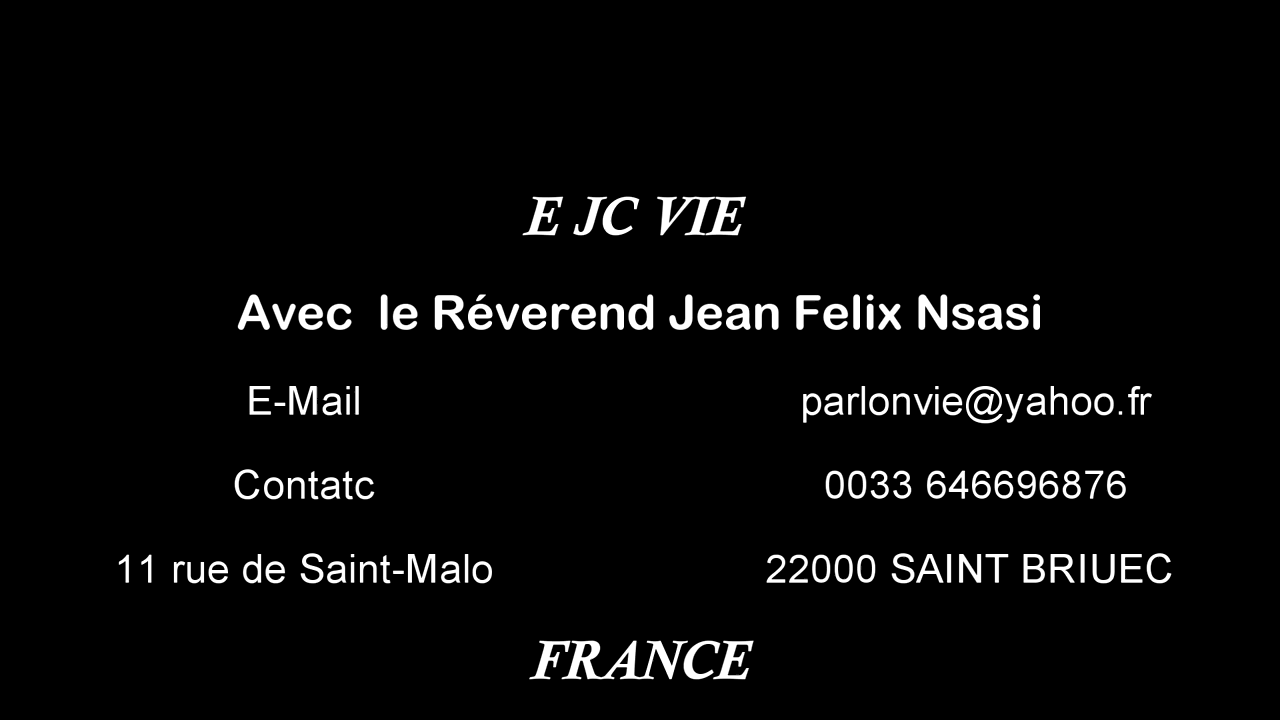 E JC VIE
Avec le Réverend Jean Felix Nsasi
E-Mail parlonvie@yahoo.fr
Contatc 0033 646696876
11 rue de Saint-Malo 22000 SAINT BRIUEC
FRANCE